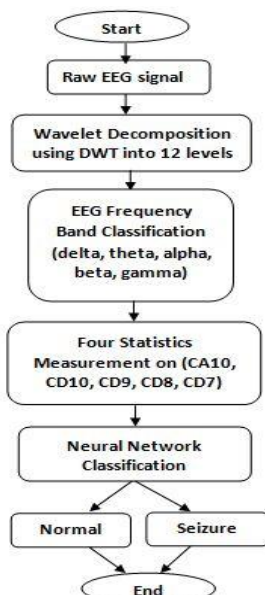 Start
Raw EEG signal
Wavelet Decomposition
using DWT into 12 levels
EEG Frequency
Band Classification
(delta, theta, alpha,
beta, gamma)
Four Statistics
Measurement on (CA10,
CD10, CD9, CD8, CD7)
Neural Network
Classification
Normal
Seizure
End